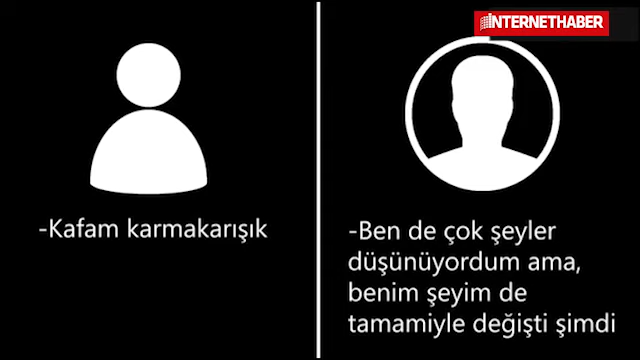 İNTERNETHABER
-Kafam karmakarışık
-Ben de çok şeyler
düşünüyordum ama,
benim şeyim de
tamamiyle değişti şimdi